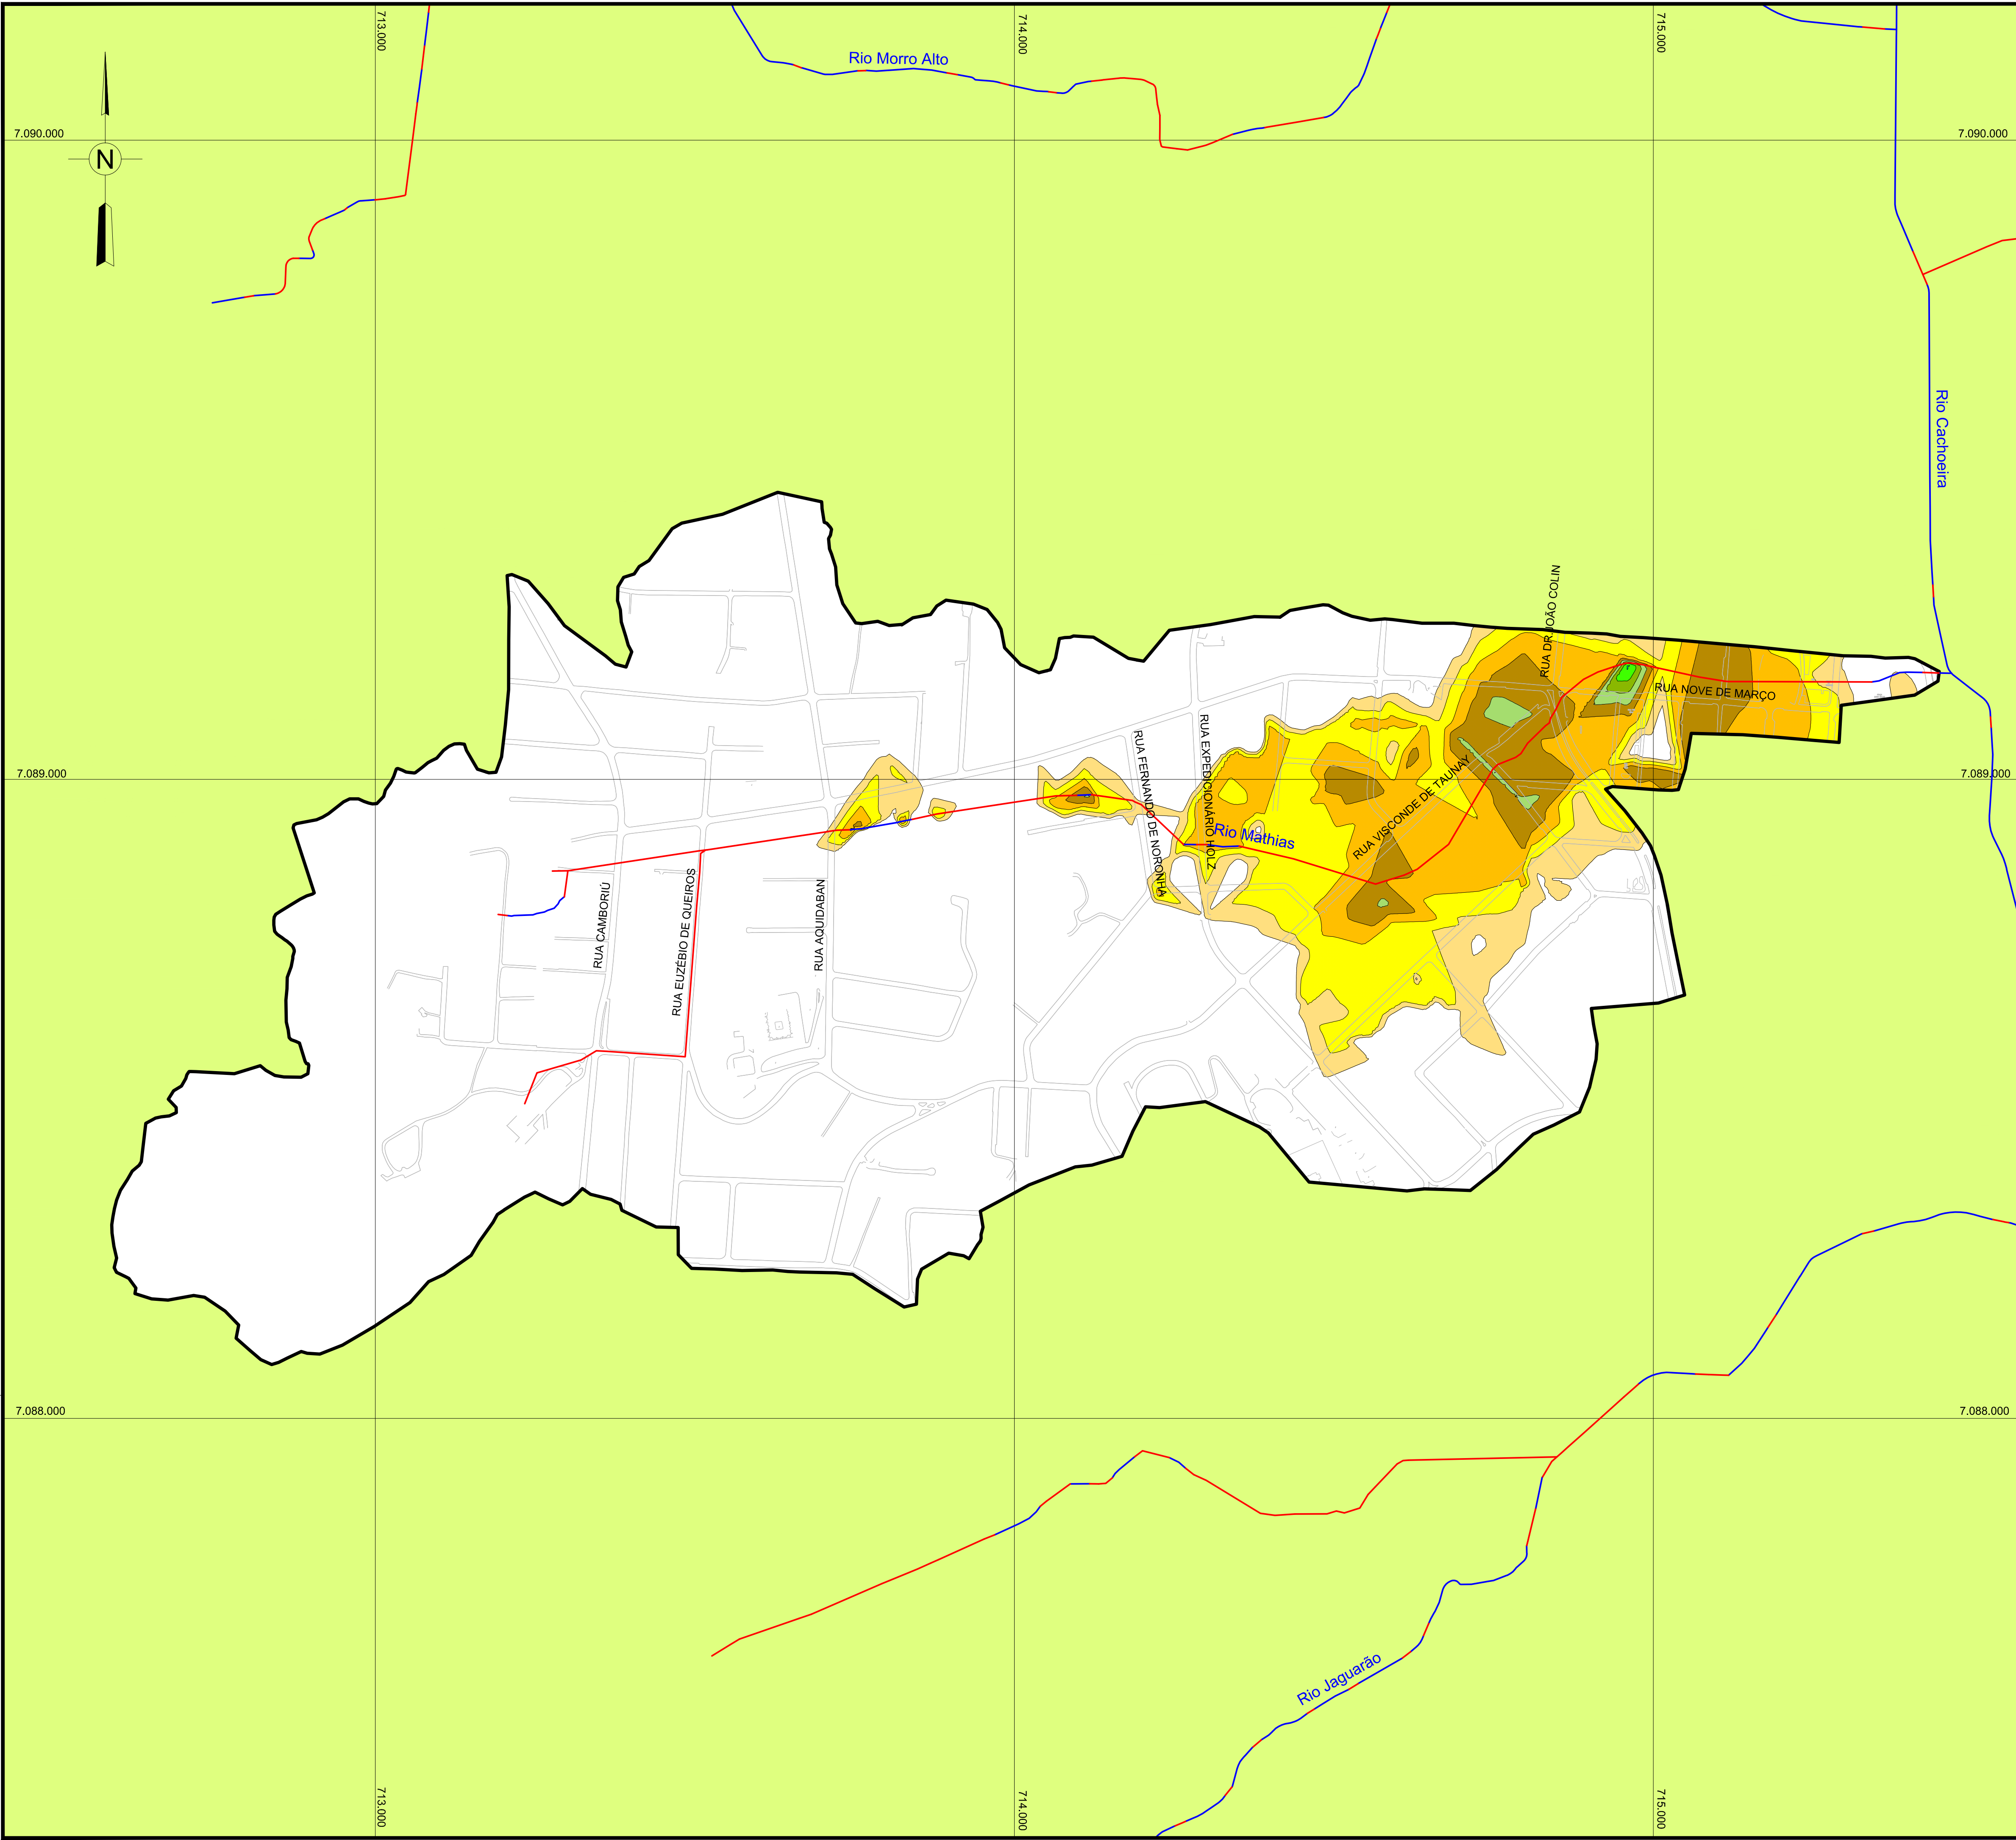 713.000
714.000
715.000
Rio Morro Alto
7.090.000
7.090.000
N
Rio Cachoeira
RUA DR.JOÃO COLIN
RUA NOVE DE MARÇO
7.089.000
7.089.000
RUA FERNANDO DE NORONHA
RUA EXPEDICIONÁRIO HOLZ
Rio Mathias
RUA VISCONDE DE TAUNAY
RUA CAMBORIÚ
RUA EUZÉBIO DE QUEIROS
RUA AQUIDABAN
7.088.000
7.088.000
Rio Jaguarão
713.000
714.000
715.000